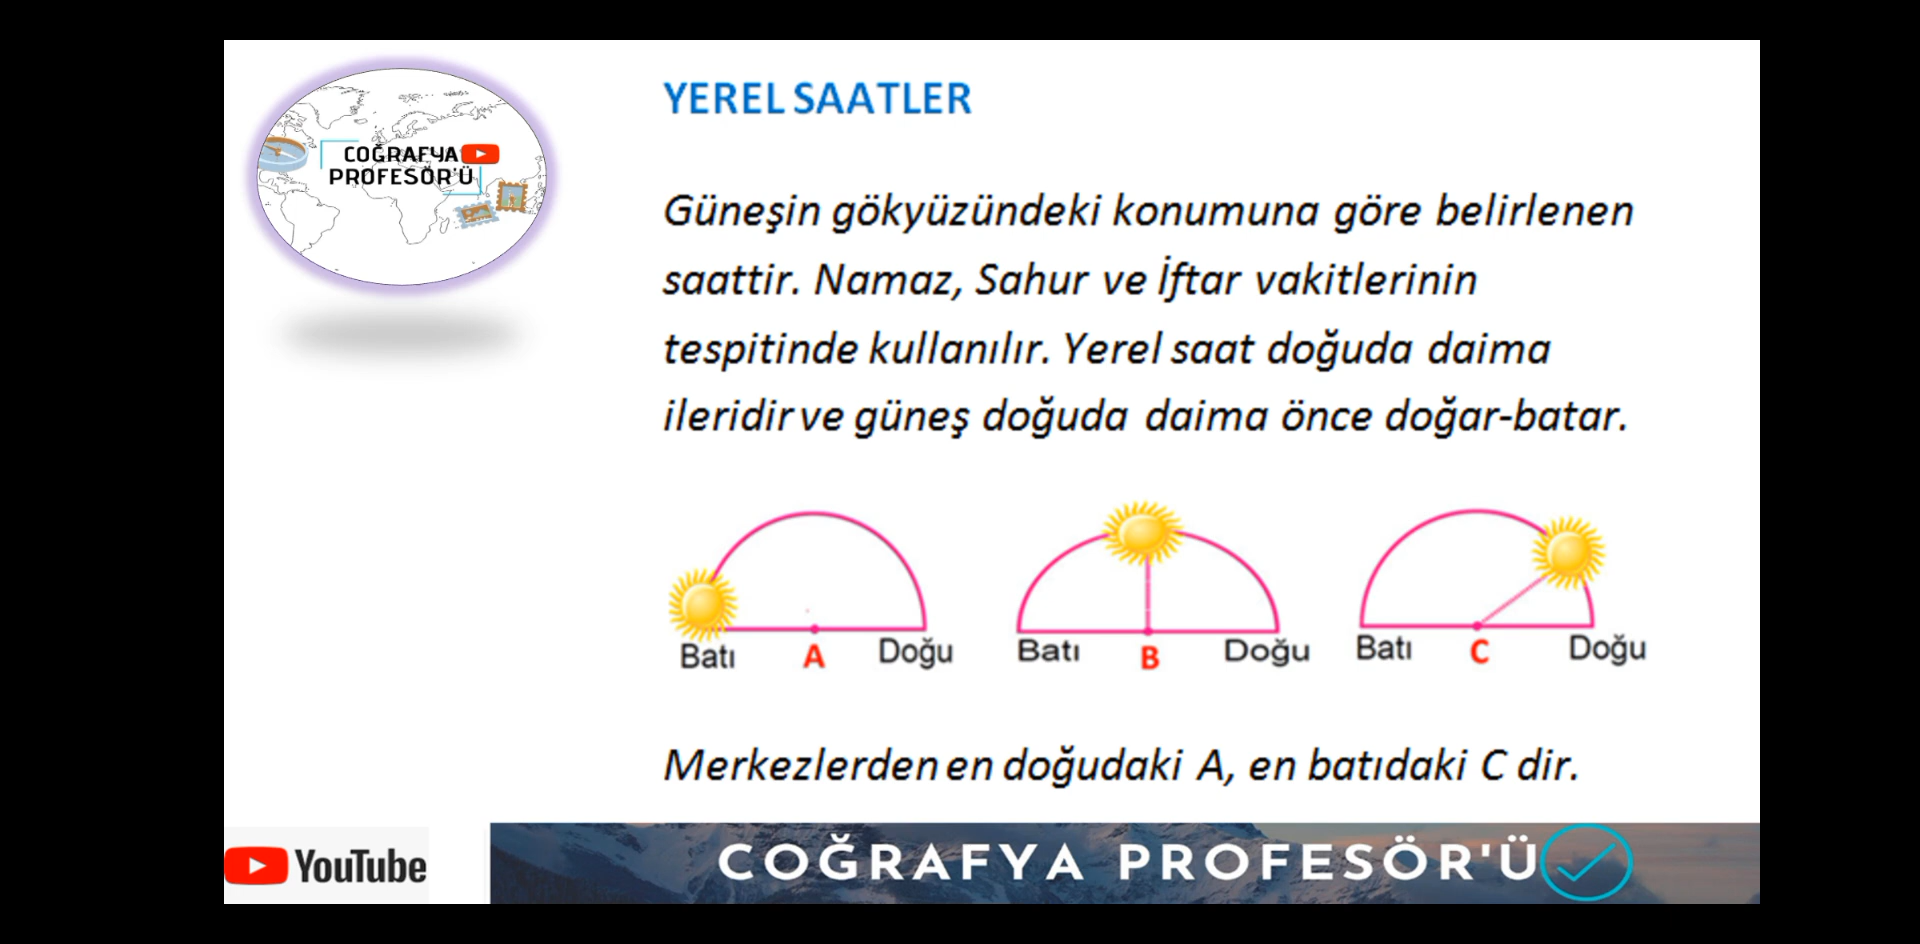 COĞRAFYA
PROFESÖR'Ü
YEREL SAATLER
Güneşin gökyüzündeki konumuna göre belirlenen
saattir. Namaz, Sahur ve İftar vakitlerinin
tespitinde kullanılır. Yerel saat doğuda daima
ileridir ve güneş doğuda daima önce doğar-batar.
Batı A Doğu
Batı B Doğu
Batı C Doğu
Merkezlerden en doğudaki A, en batıdaki C dir.
YouTube
COĞRAFYA PROFESÖR'Ü